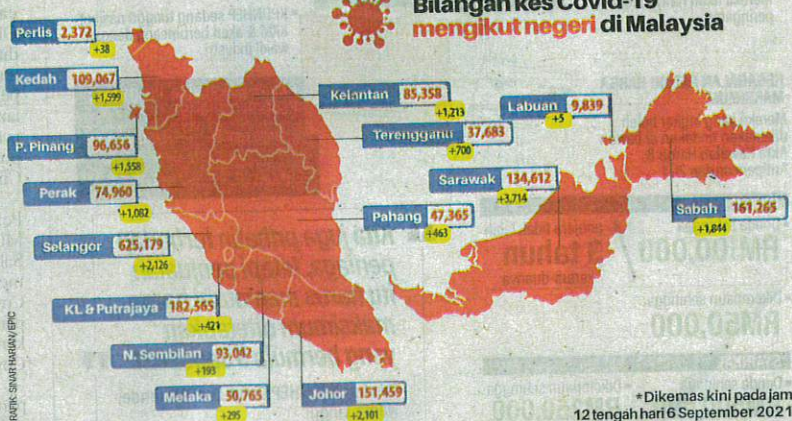 Bilangan kes Covid-19
mengikut negeri di Malaysia
Perlis 2,372
+38
Kedah 109,067
+1,599
P. Pinang 96,656
+1,558
Perak 74,960
+1,082
Selangor 625,179
+2,126
KL & Putrajaya 182,565
+421
N. Sembilan 93,042
+193
Melaka 50,765
+295
Johor 151,459
+2,101
Kelantan 85,358
+1,213
Terengganu 37,683
+700
Pahang 47,365
+463
Labuan 9,839
+5
Sarawak 134,612
+3,714
Sabah 161,265
+1,844
*Dikemas kini pada jam
12 tengah hari 6 September 2021
SINAR HARIAN/EPIC